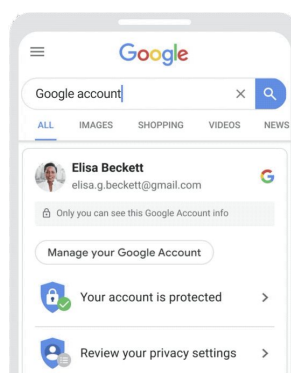 Google
Google account
ALL IMAGES SHOPPING VIDEOS NEWS
Elisa Beckett
elisa.g.beckett@gmail.com
G
Only you can see this Google Account info
Manage your Google Account
Your account is protected
Review your privacy settings